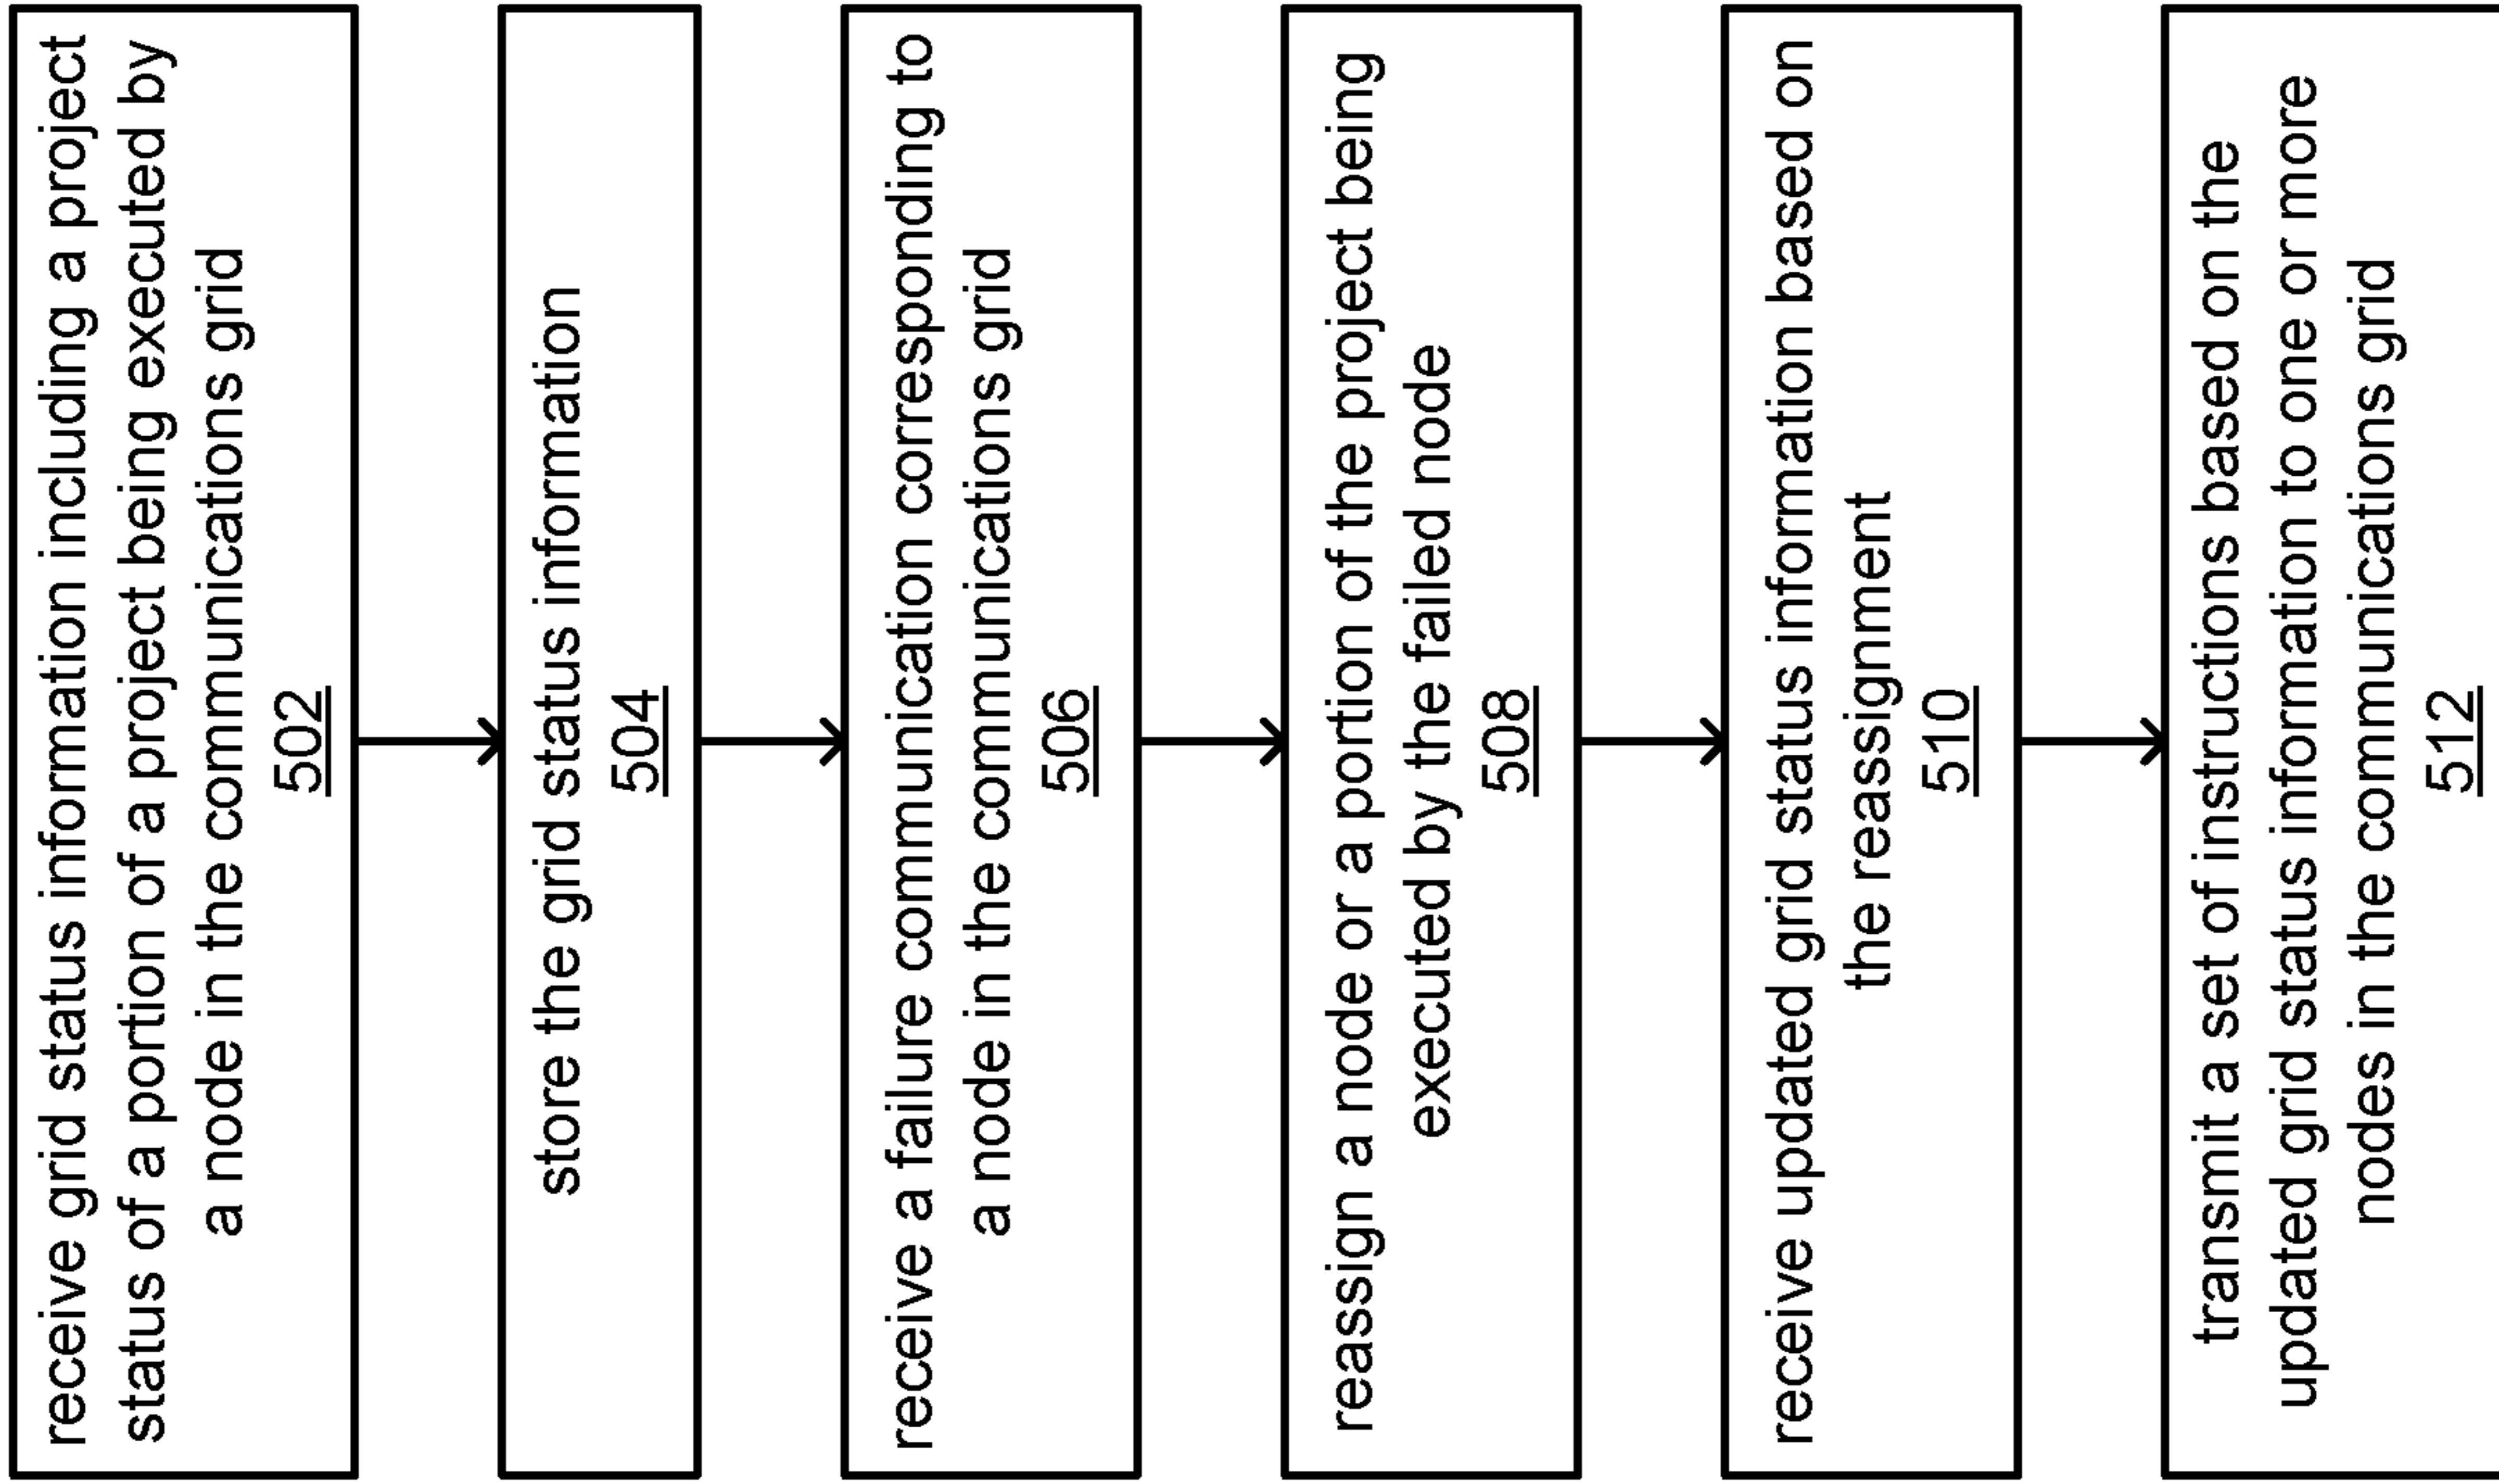 receive grid status information including a project
status of a portion of a project being executed by
a node in the communications grid
502
store the grid status information
504
receive a failure communication corresponding to
a node in the communications grid
506
reassign a node or a portion of the project being
executed by the failed node
508
receive updated grid status information based on
the reassignment
510
transmit a set of instructions based on the
updated grid status information to one or more
nodes in the communications grid
512